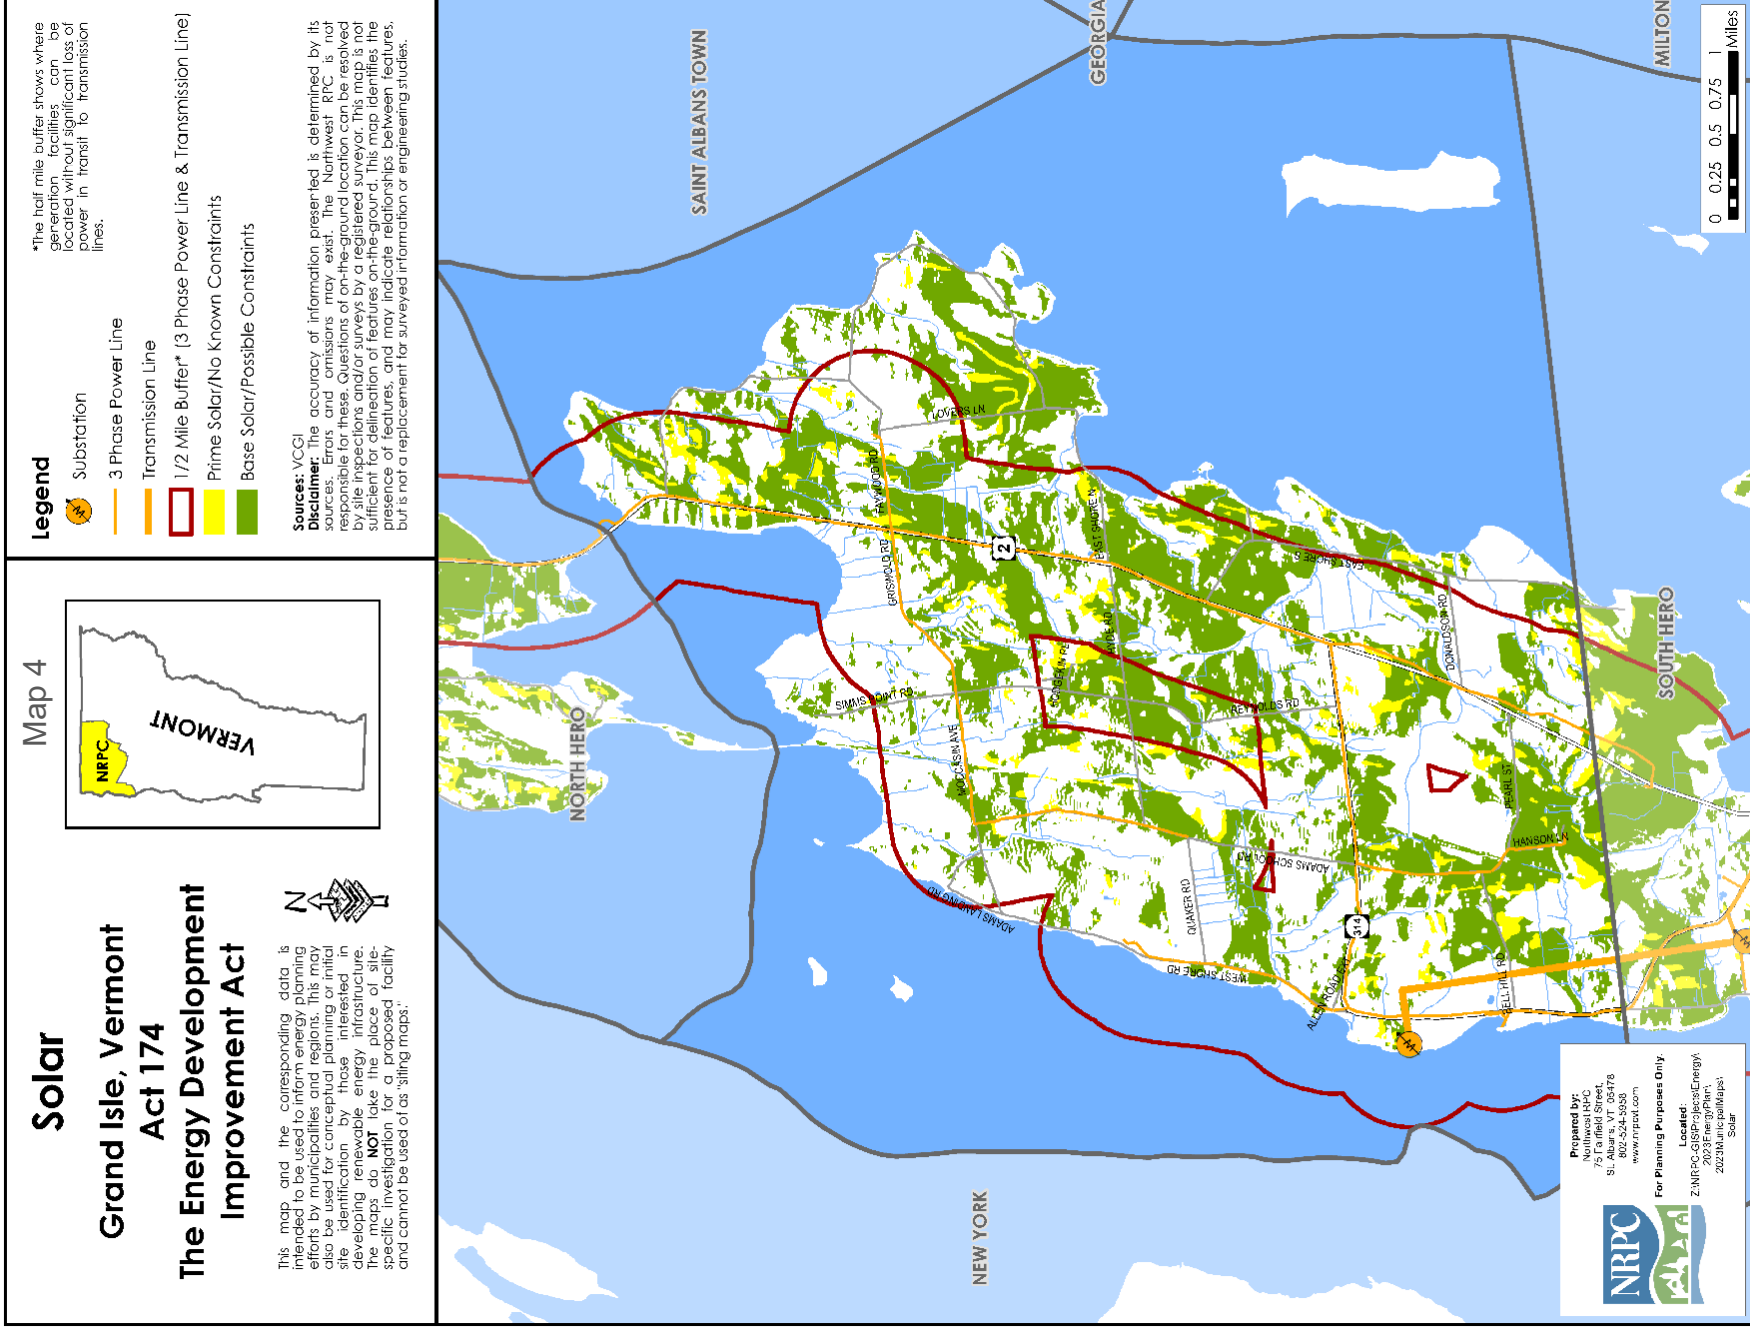 Solar
Grand Isle, Vermont
Act 174
The Energy Development
Improvement Act
This map and the corresponding data is
intended to be used to inform energy planning
efforts by municipalities and regions. This may
also be used for conceptual planning or initial
site identification by those interested in
developing renewable energy infrastructure.
The maps do NOT take the place of site-
specific investigation for a proposed facility
and cannot be used of as "siting maps."
N
Map 4
NRPC
VERMONT
Legend
Substation
3 Phase Power Line
Transmission Line
1/2 Mile Buffer* (3 Phase Power Line & Transmission Line)
Prime Solar/No Known Constraints
Base Solar/Possible Constraints
*The half mile buffer shows where
generation facilities can be
located without significant loss of
power in transit to transmission
lines.
Sources: VCGI
Disclaimer: The accuracy of information presented is determined by its
sources. Errors and omissions may exist. The Northwest RPC is not
responsible for these. Questions of on-the-ground location can be resolved
by site inspections and/or surveys by a registered surveyor. This map is not
sufficient for delineation of features on-the-ground. This map identifies the
presence of features, and may indicate relationships between features,
but is not a replacement for surveyed information or engineering studies.
NORTH HERO
SAINT ALBANS TOWN
GEORGIA
MILTON
SOUTH HERO
NEW YORK
SIMMS POINT RD
GRISWOLD RD
FAYWOOD RD
LOVERS LN
MOCCASIN AVE
ADAMS LANDING RD
2
EAST SHORE N
HYDE RD
REYNOLDS RD
QUAKER RD
WEST SHORE RD
ADAMS SCHOOL RD
EAST SHORE S
DONALDSON RD
314
ALLEN ROAD EXT
PEARL ST
HANSON LN
BELL HILL RD
0 0.25 0.5 0.75 1
Miles
NRPC
Prepared by:
Northwest RPC
75 Fairfield Street,
St. Albans, VT 05478
802-524-5958
www.nrpcvt.com
For Planning Purposes Only.
Located:
Z:\NRPC-GIS\Projects\Energy\
2023EnergyPlan\
2023MunicipalMaps\
Solar